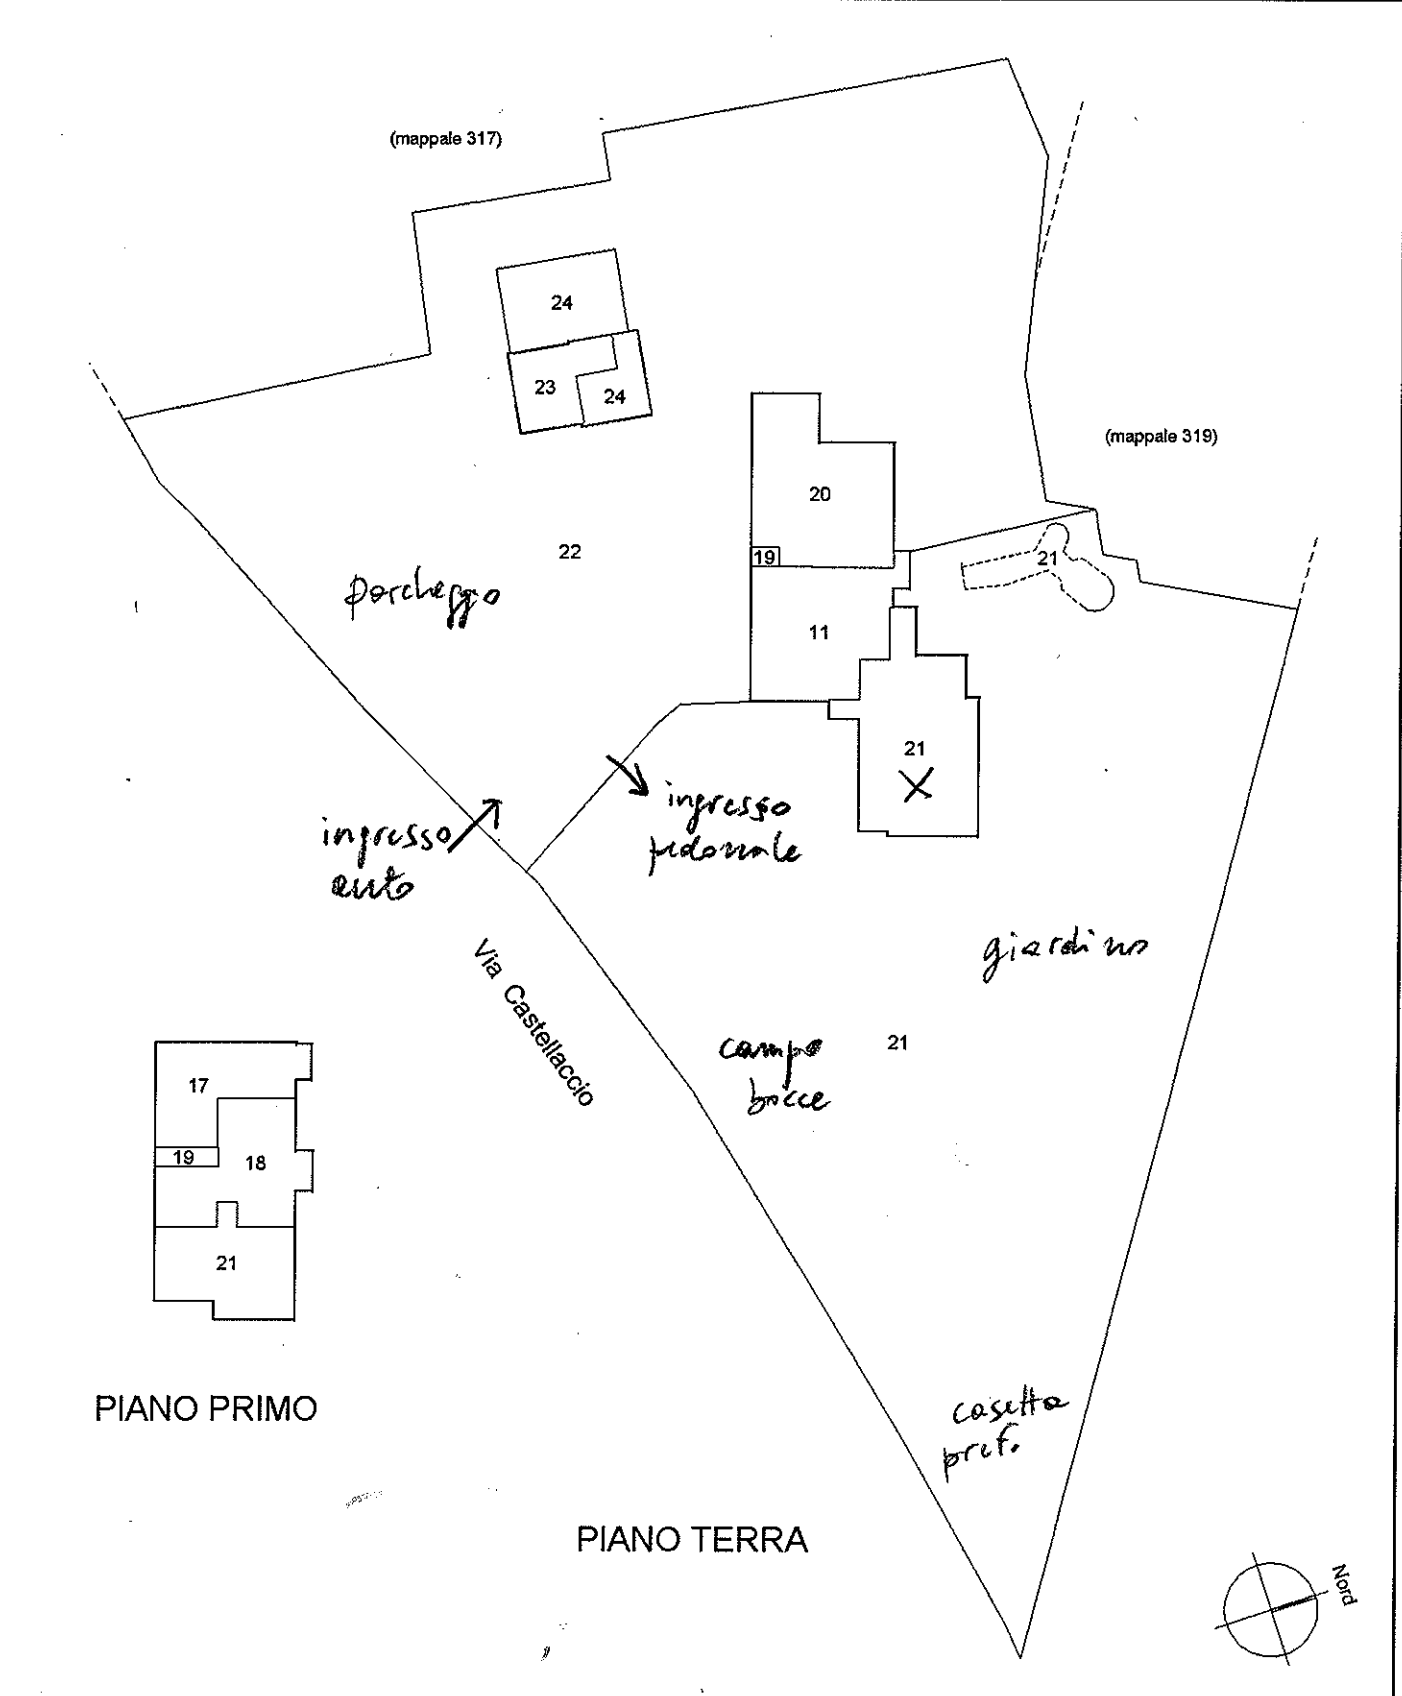 (mappale 317)
24
23
24
(mappale 319)
20
19
21
22
parcheggio
11
21
ingresso
pedonale
ingresso
auto
giardino
Via Castellaccio
campo
bocce
21
17
19
18
21
casetta
pref.
PIANO PRIMO
PIANO TERRA
Nord